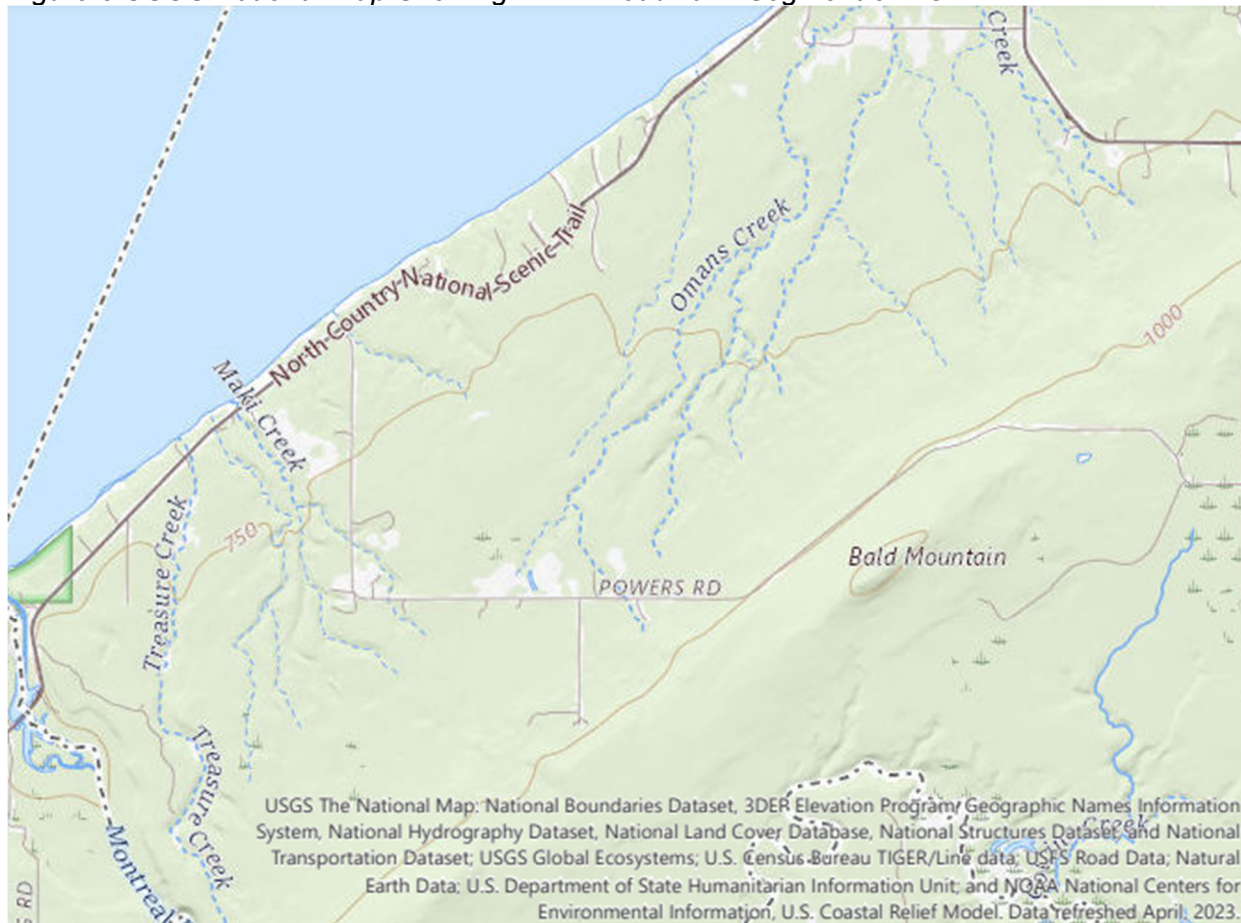 Creek
Omans Creek
North-Country-National-Scenic-Trail
1000
Maki Creek
Treasure Creek
750
Bald Mountain
POWERS RD
Treasure Creek
USGS The National Map: National Boundaries Dataset, 3DEP Elevation Program, Geographic Names Information
System, National Hydrography Dataset, National Land Cover Database, National Structures Dataset, and National
Transportation Dataset; USGS Global Ecosystems; U.S. Census Bureau TIGER/Line data; USFS Road Data; Natural
Earth Data; U.S. Department of State Humanitarian Information Unit; and NOAA National Centers for
Environmental Information, U.S. Coastal Relief Model. Data refreshed April, 2023.
Creek
Montreal
RD